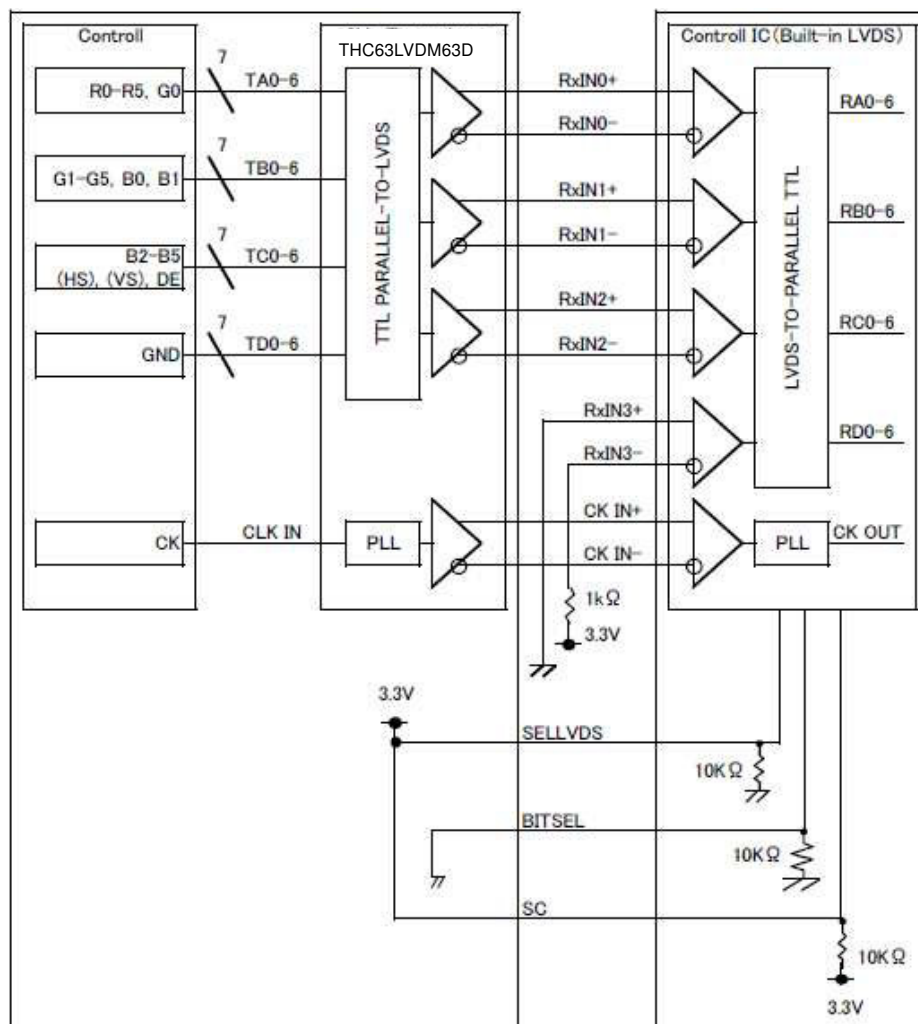 Controll
THC63LVDM63D
Controll IC(Built-in LVDS)
R0-R5, G0
7
TA0-6
RxIN0+
RxIN0-
RA0-6
G1-G5, B0, B1
7
TB0-6
RxIN1+
RxIN1-
RB0-6
B2-B5
(HS), (VS), DE
7
TC0-6
RxIN2+
RxIN2-
RC0-6
GND
7
TD0-6
RxIN3+
RxIN3-
RD0-6
TTL PARALLEL-TO-LVDS
LVDS-TO-PARALLEL TTL
CK
CLK IN
PLL
CK IN+
CK IN-
PLL
CK OUT
1kΩ
3.3V
3.3V
SELLVDS
10KΩ
BITSEL
10KΩ
SC
10KΩ
3.3V